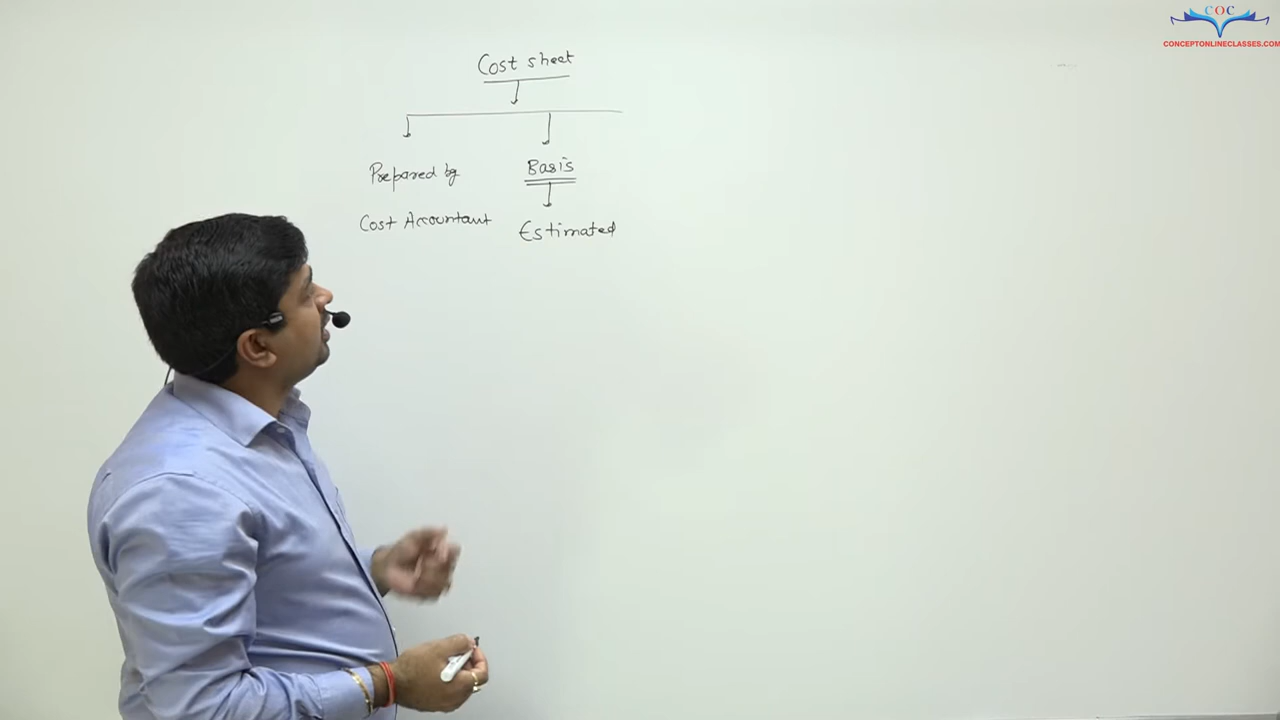 COC
CONCEPTONLINECLASSES.COM
Cost sheet
Prepared by
Basis
Cost Accountant
Estimated